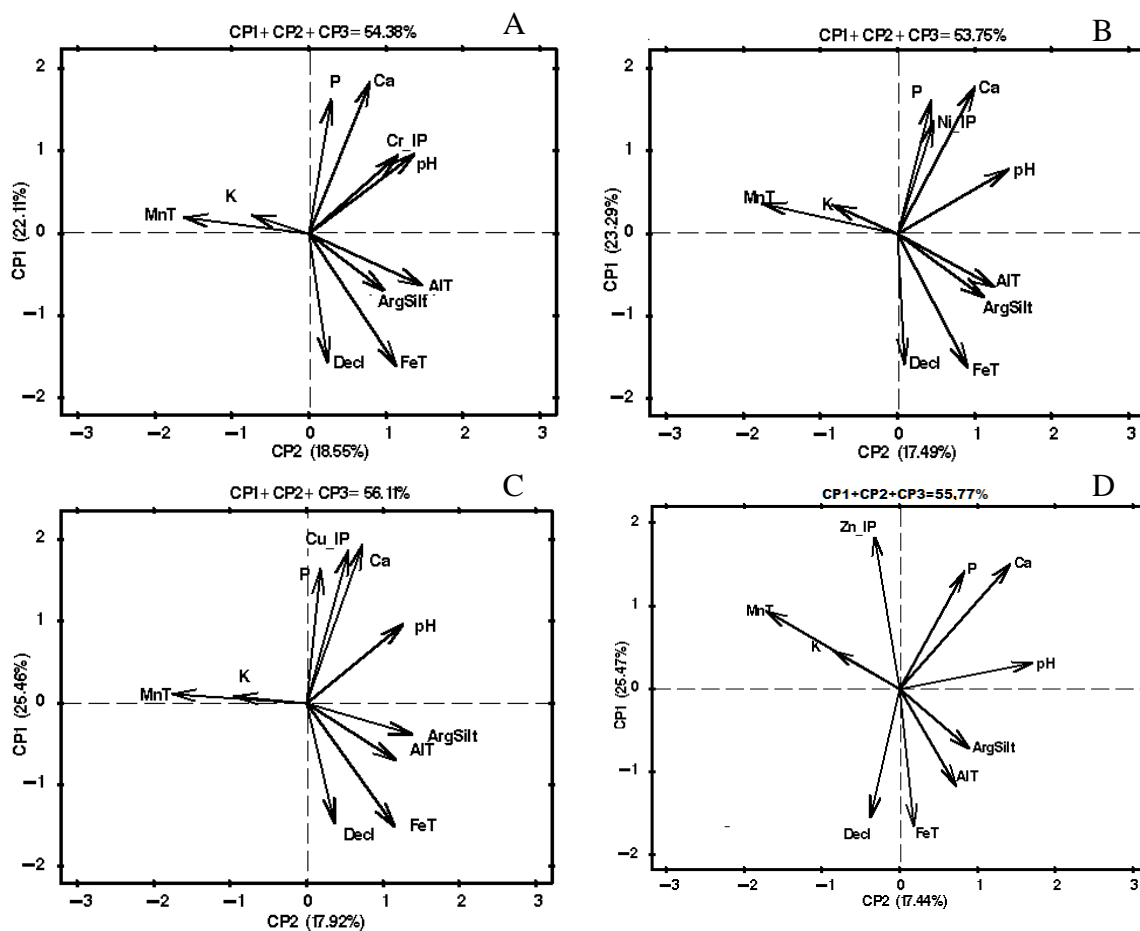 A
CP1 + CP2 + CP3= 54.38%
2
P
Ca
1
Cr_IP
pH
K
MnT
0
CP1 (22.11%)
AlT
ArgSilt
−1
Decl
FeT
−2
−3 −2 −1 0 1 2 3
CP2 (18.55%)
B
CP1 + CP2 + CP3= 53.75%
2
Ca
P
Ni_IP
1
pH
MnT
K
0
CP1 (23.29%)
AlT
ArgSilt
−1
Decl
FeT
−2
−3 −2 −1 0 1 2 3
CP2 (17.49%)
C
CP1 + CP2 + CP3= 56.11%
2
Cu_IP
Ca
P
1
pH
K
MnT
0
CP1 (25.46%)
ArgSilt
AlT
−1
Decl
FeT
−2
−3 −2 −1 0 1 2 3
CP2 (17.92%)
D
CP1+CP2+CP3=55,77%
2
Zn_IP
P
Ca
1
MnT
K
pH
0
CP1 (25.47%)
ArgSilt
AlT
−1
Decl
FeT
−2
−3 −2 −1 0 1 2 3
CP2 (17.44%)